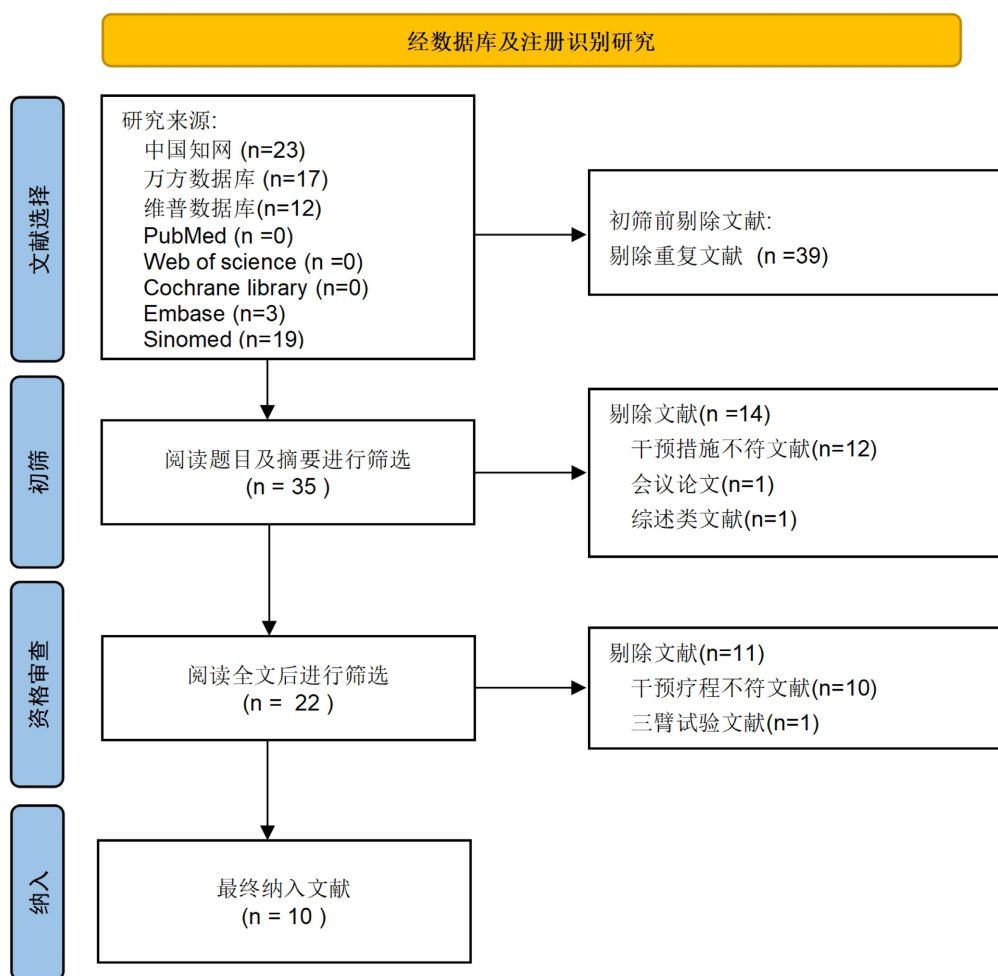 经数据库及注册识别研究
文献选择
研究来源:
中国知网 (n=23)
万方数据库 (n=17)
维普数据库(n=12)
PubMed (n =0)
Web of science (n =0)
Cochrane library (n=0)
Embase (n=3)
Sinomed (n=19)
初筛前剔除文献:
剔除重复文献 (n =39)
初筛
阅读题目及摘要进行筛选
(n = 35 )
剔除文献(n =14)
干预措施不符文献(n=12)
会议论文(n=1)
综述类文献(n=1)
资格审查
阅读全文后进行筛选
(n = 22 )
剔除文献(n=11)
干预疗程不符文献(n=10)
三臂试验文献(n=1)
纳入
最终纳入文献
(n = 10 )